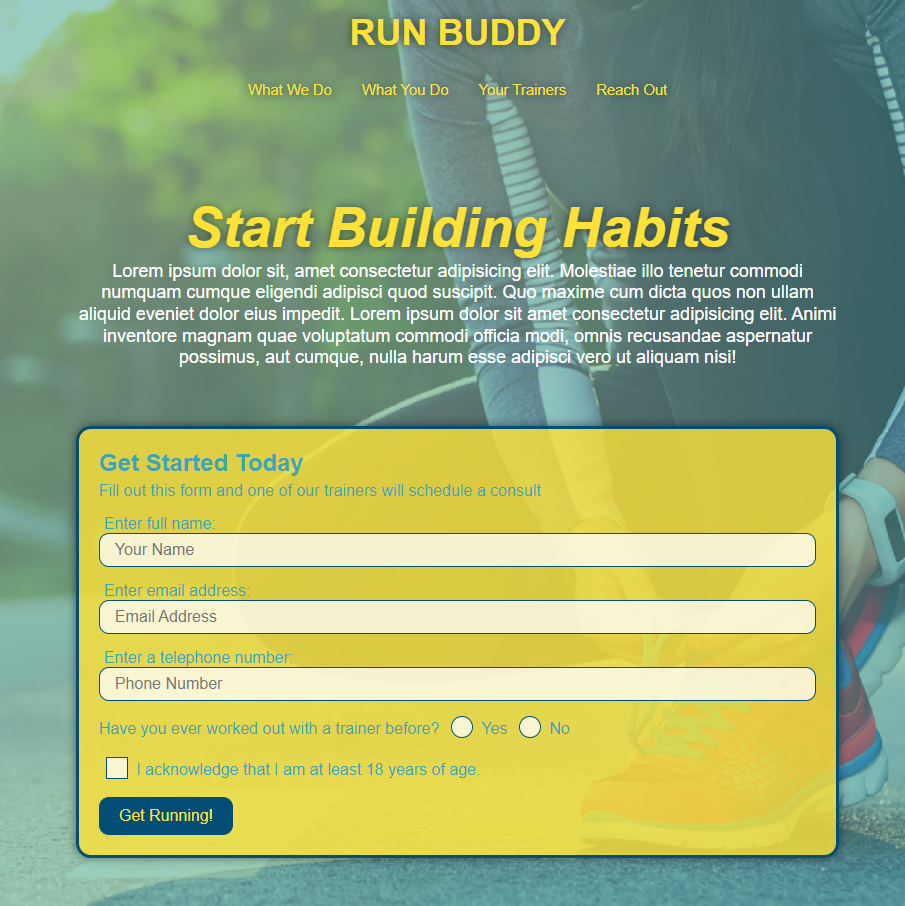 RUN BUDDY
What We Do What You Do Your Trainers Reach Out
Start Building Habits
Lorem ipsum dolor sit, amet consectetur adipisicing elit. Molestiae illo tenetur commodi
numquam cumque eligendi adipisci quod suscipit. Quo maxime cum dicta quos non ullam
aliquid eveniet dolor eius impedit. Lorem ipsum dolor sit amet consectetur adipisicing elit. Animi
inventore magnam quae voluptatum commodi officia modi, omnis recusandae aspernatur
possimus, aut cumque, nulla harum esse adipisci vero ut aliquam nisi!
Get Started Today
Fill out this form and one of our trainers will schedule a consult
Enter full name:
Your Name
Enter email address:
Email Address
Enter a telephone number:
Phone Number
Have you ever worked out with a trainer before? Yes No
I acknowledge that I am at least 18 years of age.
Get Running!